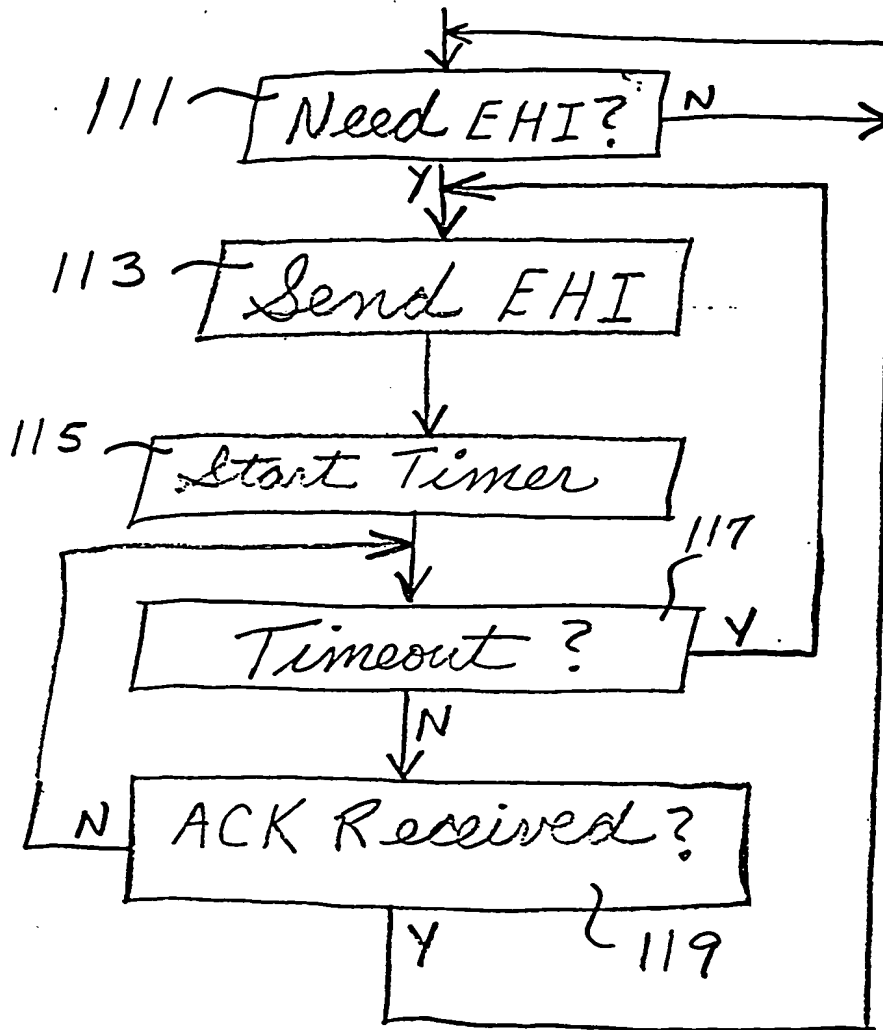 111
Need EHI?
N
Y
113
Send EHI
115
Start Timer
117
Timeout ?
Y
N
N
ACK Received?
Y
119